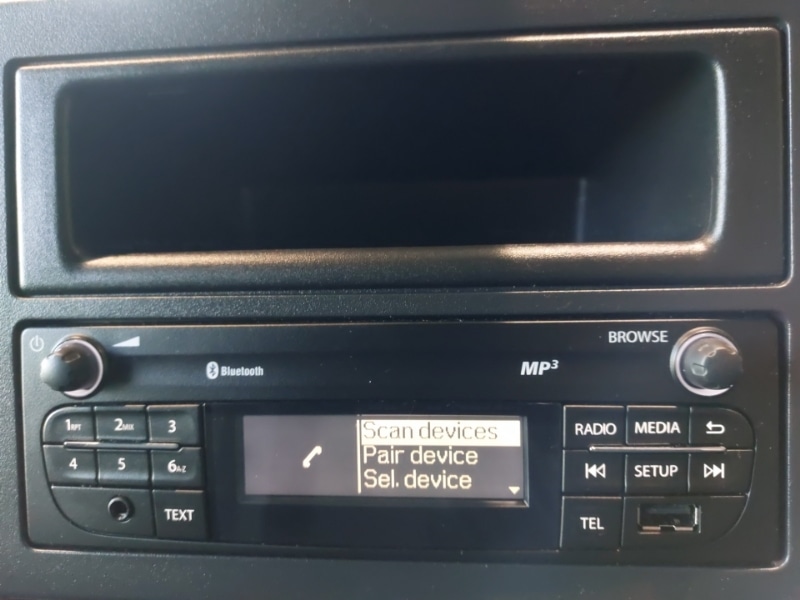 BROWSE
Bluetooth
MP3
1RPT
2MIX
3
4
5
6A-Z
TEXT
Scan devices
Pair device
Sel. device
RADIO
MEDIA
SETUP
TEL